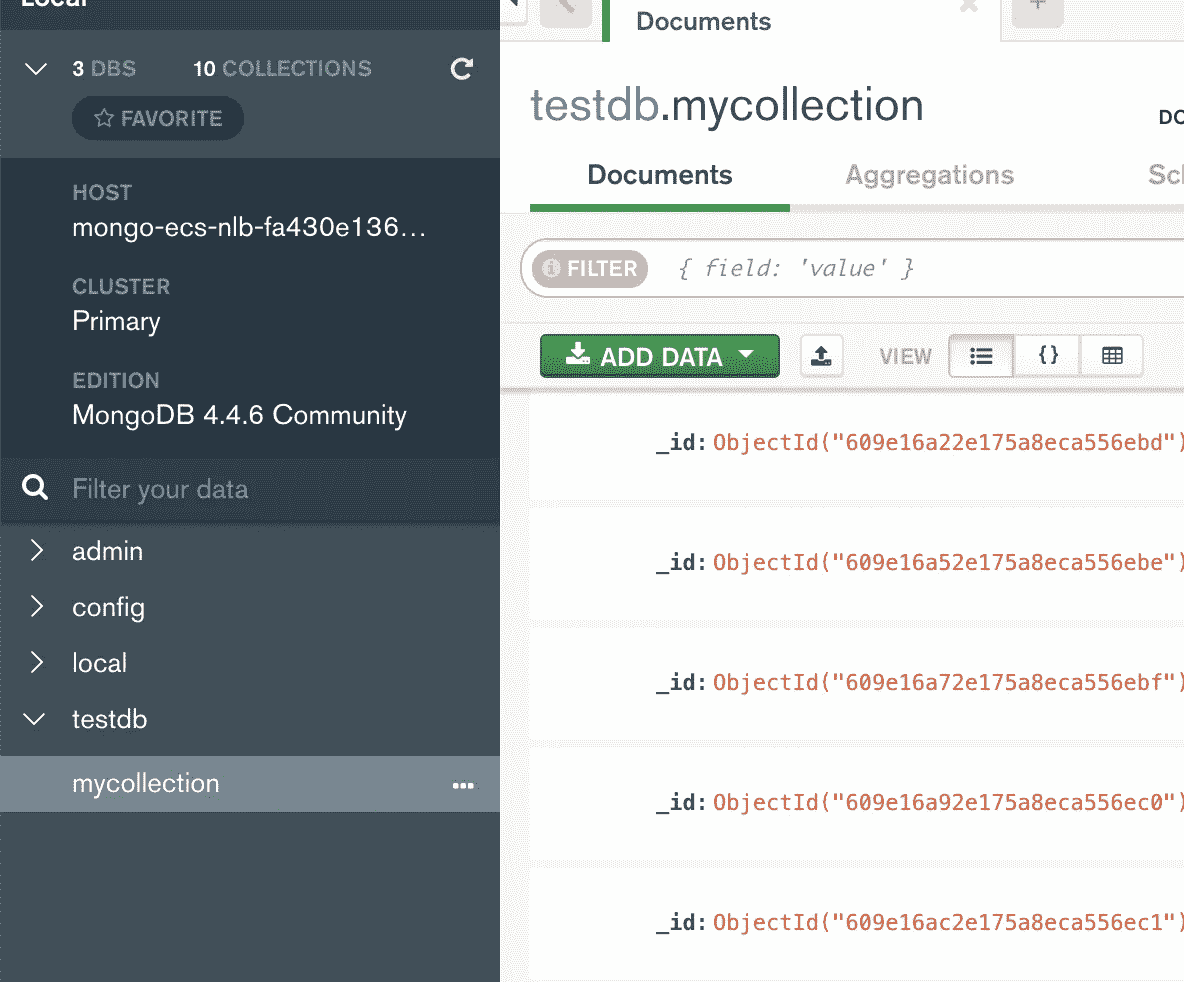 Local
3 DBS 10 COLLECTIONS
FAVORITE
HOST
mongo-ecs-nlb-fa430e136...
CLUSTER
Primary
EDITION
MongoDB 4.4.6 Community
Filter your data
admin
config
local
testdb
mycollection
Documents
testdb.mycollection
DO
Documents Aggregations Sc
FILTER { field: 'value' }
ADD DATA VIEW {}
_id: ObjectId("609e16a22e175a8eca556ebd")
_id: ObjectId("609e16a52e175a8eca556ebe")
_id: ObjectId("609e16a72e175a8eca556ebf")
_id: ObjectId("609e16a92e175a8eca556ec0")
_id: ObjectId("609e16ac2e175a8eca556ec1")